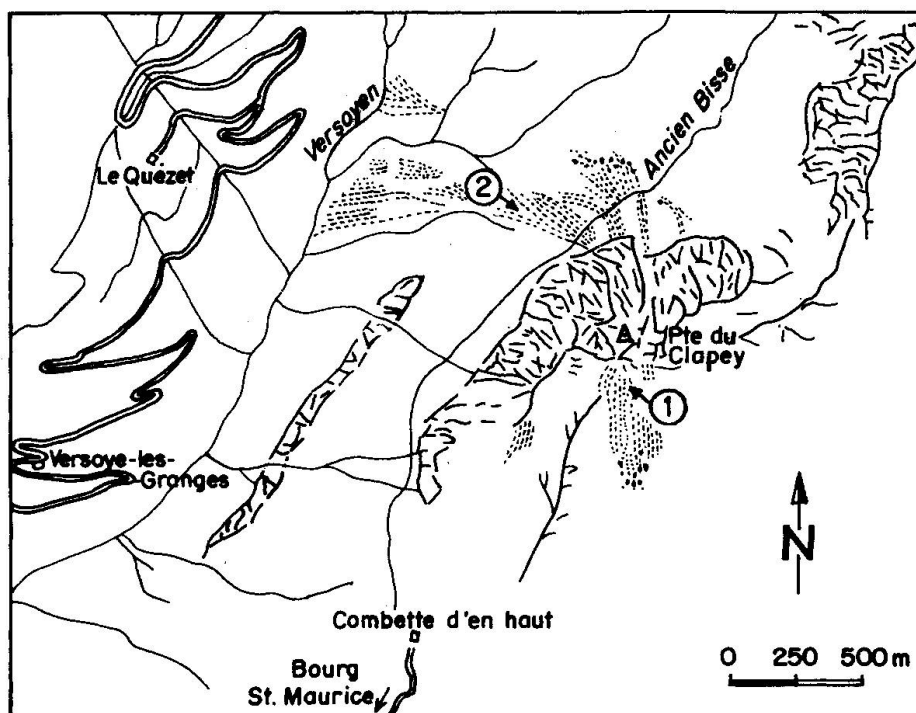 Versoyen
Ancien Bisse
Le Quézet
2
Pte du
Clapey
1
Versoye-les-
Granges
N
Combette d'en haut
Bourg
St. Maurice
0 250 500 m